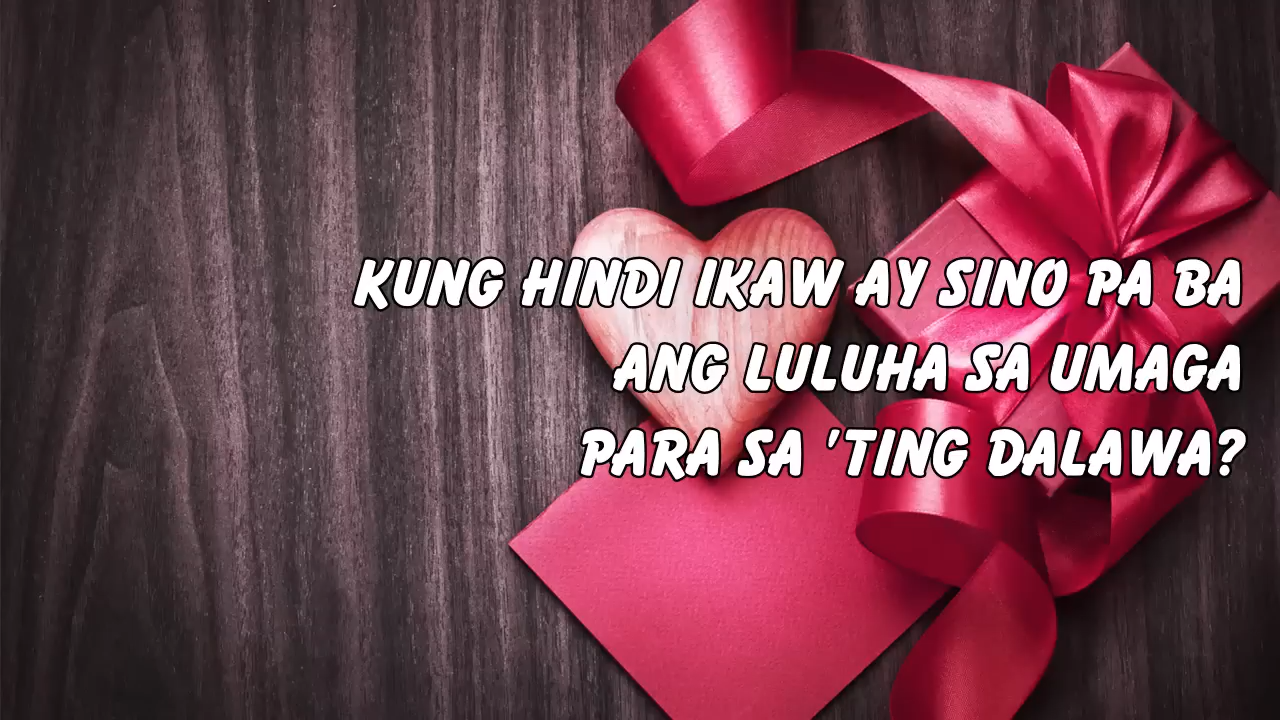 KUNG HINDI IKAW AY SINO PA BA
ANG LULUHA SA UMAGA
PARA SA 'TING DALAWA?